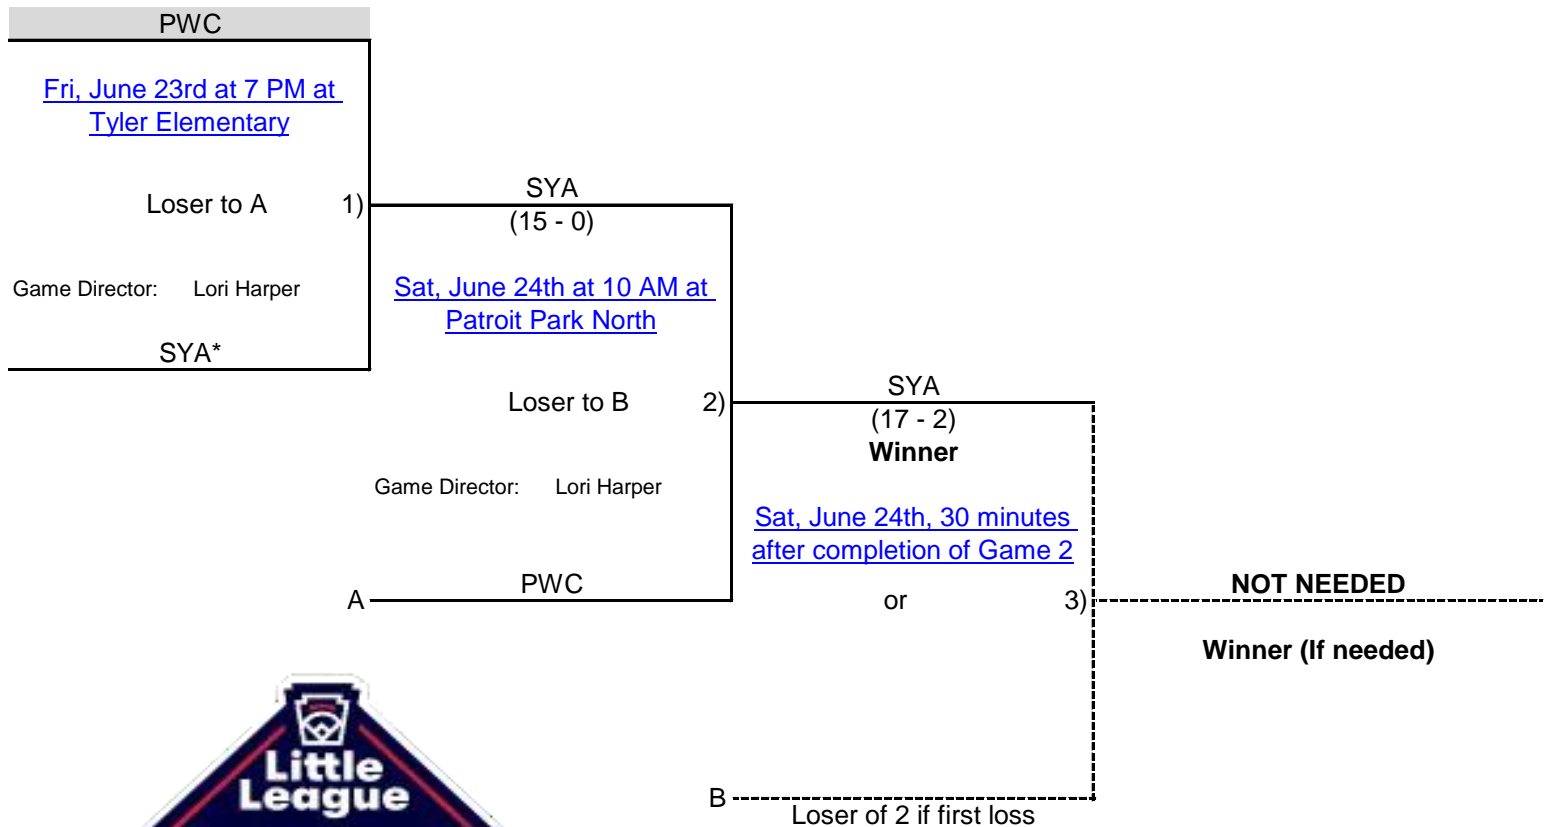 PWC
Fri, June 23rd at 7 PM at
Tyler Elementary
Loser to A 1)
Game Director: Lori Harper
SYA*
SYA
(15 - 0)
Sat, June 24th at 10 AM at
Patroit Park North
Loser to B 2)
Game Director: Lori Harper
A PWC
SYA
(17 - 2)
Winner
Sat, June 24th, 30 minutes
after completion of Game 2
or 3)
B
Loser of 2 if first loss
NOT NEEDED
Winner (If needed)
Little
League